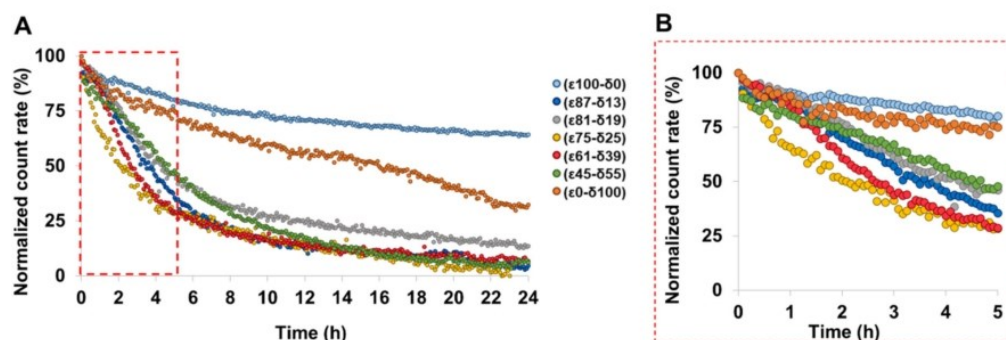 A
Normalized count rate (%)
100
75
50
25
0
0 2 4 6 8 10 12 14 16 18 20 22 24
Time (h)
(ε100-δ0)
(ε87-δ13)
(ε81-δ19)
(ε75-δ25)
(ε61-δ39)
(ε45-δ55)
(ε0-δ100)
B
Normalized count rate (%)
100
75
50
25
0
0 1 2 3 4 5
Time (h)